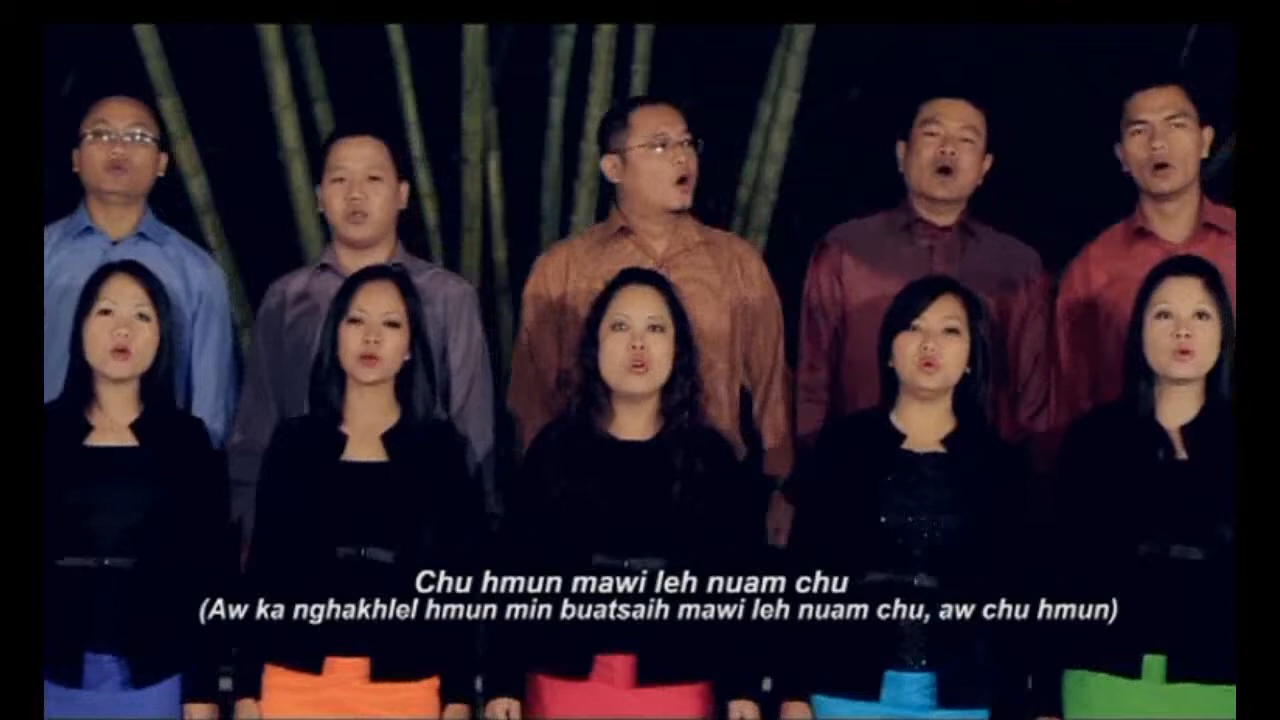 Chu hmun mawi leh nuam chu
(Aw ka nghakhlel hmun min buatsaih mawi leh nuam chu, aw chu hmun)